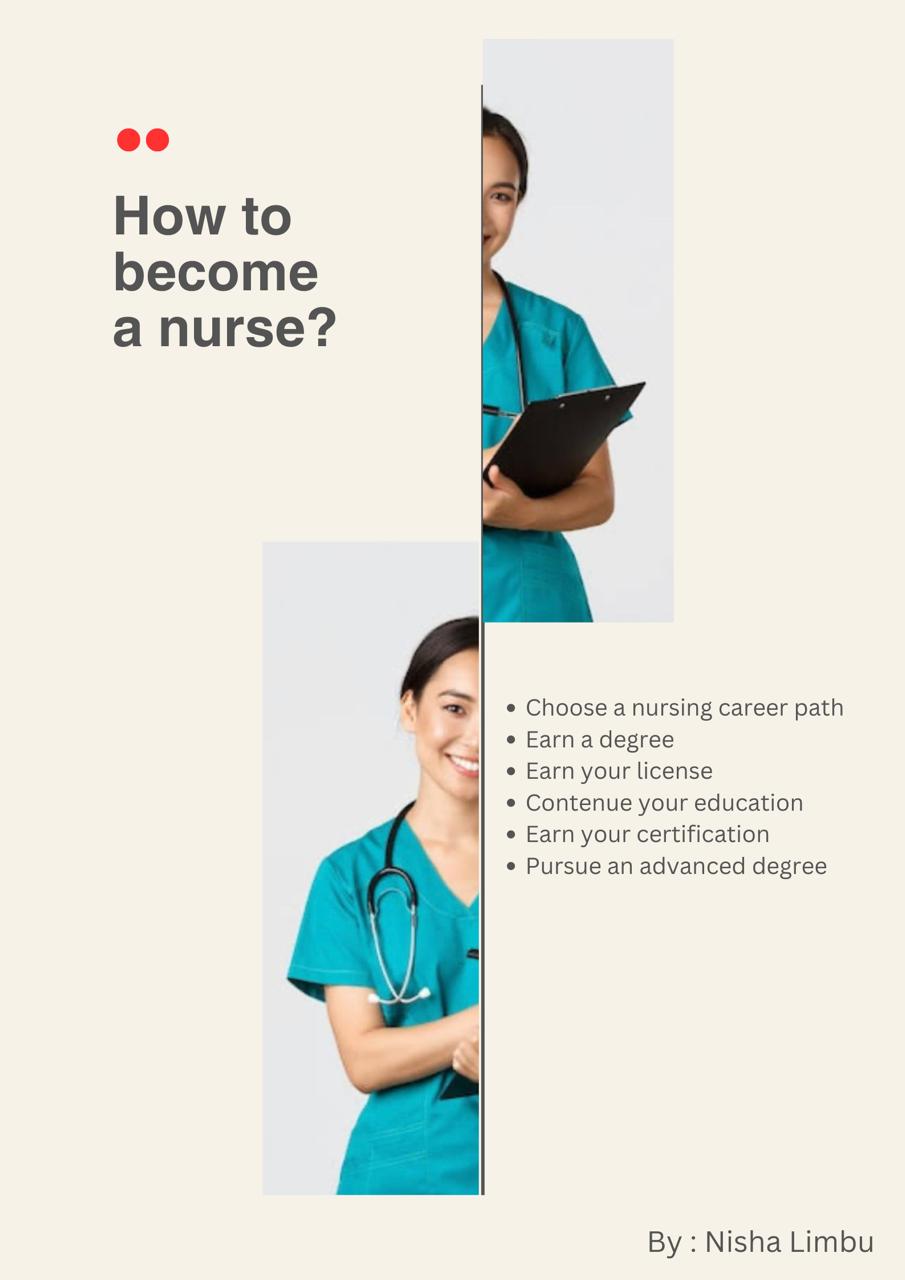 How to
become
a nurse?
• Choose a nursing career path
• Earn a degree
• Earn your license
• Contenue your education
• Earn your certification
• Pursue an advanced degree
By : Nisha Limbu